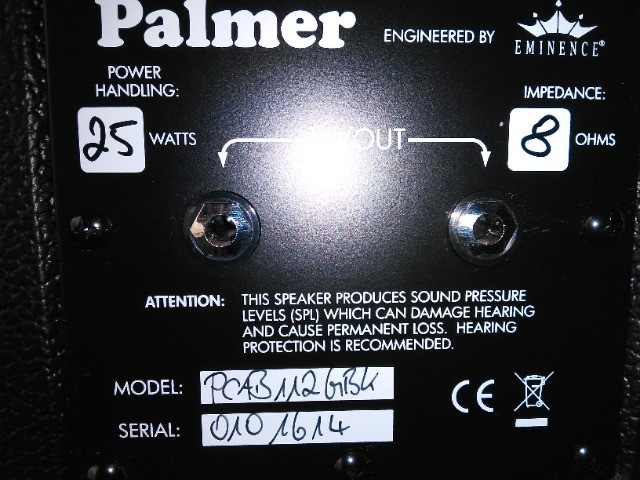 Palmer ENGINEERED BY EMINENCE®
POWER HANDLING:
IMPEDANCE:
25 WATTS
OUT
8 OHMS
ATTENTION: THIS SPEAKER PRODUCES SOUND PRESSURE
LEVELS (SPL) WHICH CAN DAMAGE HEARING
AND CAUSE PERMANENT LOSS. HEARING
PROTECTION IS RECOMMENDED.
MODEL: PCAB112GBK
SERIAL: 0101614
CE